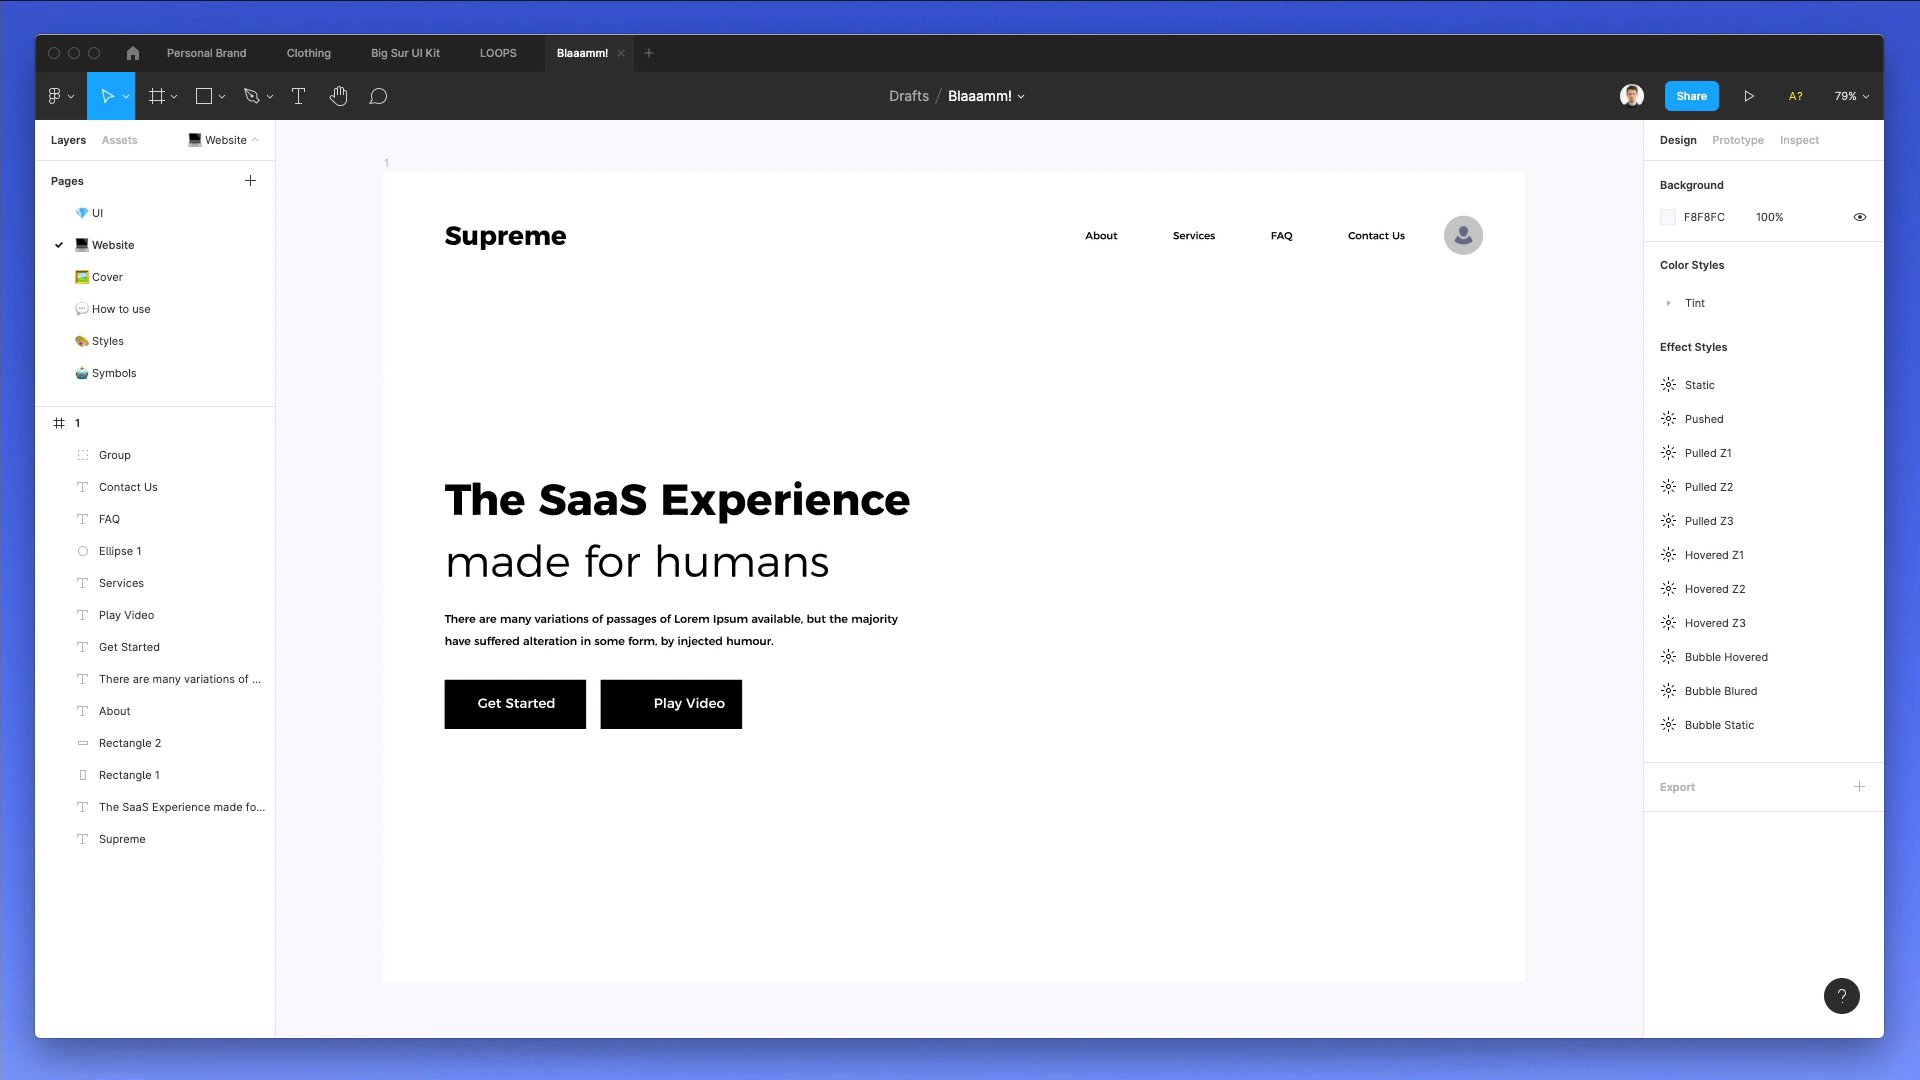 Personal Brand
Clothing
Big Sur UI Kit
LOOPS
Blaaamm!
Drafts / Blaaamm!
Share
A?
79%
Layers
Assets
Website
Pages
UI
Website
Cover
How to use
Styles
Symbols
1
Group
Contact Us
FAQ
Ellipse 1
Services
Play Video
Get Started
There are many variations of ...
About
Rectangle 2
Rectangle 1
The SaaS Experience made fo...
Supreme
1
Supreme
About
Services
FAQ
Contact Us
The SaaS Experience
made for humans
There are many variations of passages of Lorem Ipsum available, but the majority
have suffered alteration in some form, by injected humour.
Get Started
Play Video
Design
Prototype
Inspect
Background
F8F8FC
100%
Color Styles
Tint
Effect Styles
Static
Pushed
Pulled Z1
Pulled Z2
Pulled Z3
Hovered Z1
Hovered Z2
Hovered Z3
Bubble Hovered
Bubble Blured
Bubble Static
Export
?